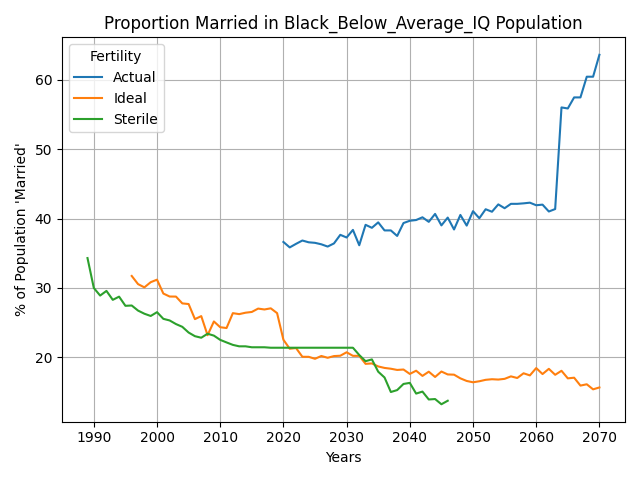 Proportion Married in Black_Below_Average_IQ Population
Fertility
Actual
Ideal
Sterile
% of Population 'Married'
60
50
40
30
20
1990 2000 2010 2020 2030 2040 2050 2060 2070
Years